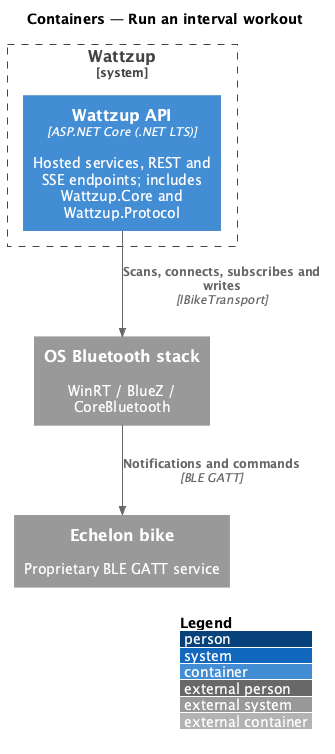 Containers — Run an interval workout
Wattzup
[system]
Wattzup API
[ASP.NET Core (.NET LTS)]
Hosted services, REST and
SSE endpoints; includes
Wattzup.Core and
Wattzup.Protocol
Scans, connects, subscribes and
writes
[IBikeTransport]
OS Bluetooth stack
WinRT / BlueZ /
CoreBluetooth
Notifications and commands
[BLE GATT]
Echelon bike
Proprietary BLE GATT service
Legend
person
system
container
external person
external system
external container